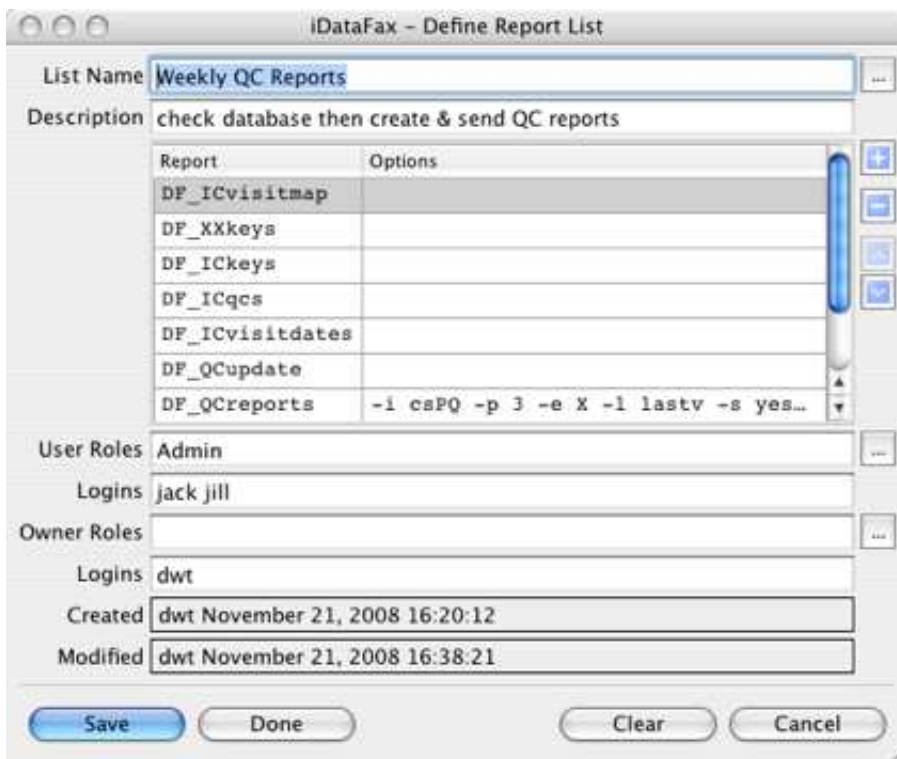 iDataFax – Define Report List
List Name Weekly QC Reports ...
Description check database then create & send QC reports
Report Options
DF_ICvisitmap
DF_XXkeys
DF_ICkeys
DF_ICqcs
DF_ICvisitdates
DF_QCupdate
DF_QCreports -i csPQ -p 3 -e X -l lastv -s yes...
User Roles Admin ...
Logins jack jill
Owner Roles ...
Logins dwt
Created dwt November 21, 2008 16:20:12
Modified dwt November 21, 2008 16:38:21
Save Done Clear Cancel